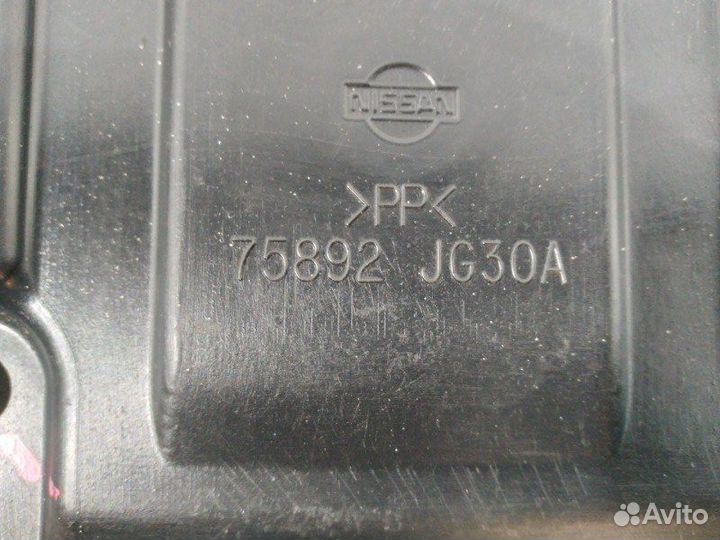 NISSAN
>PP<
75892 JG30A
Avito